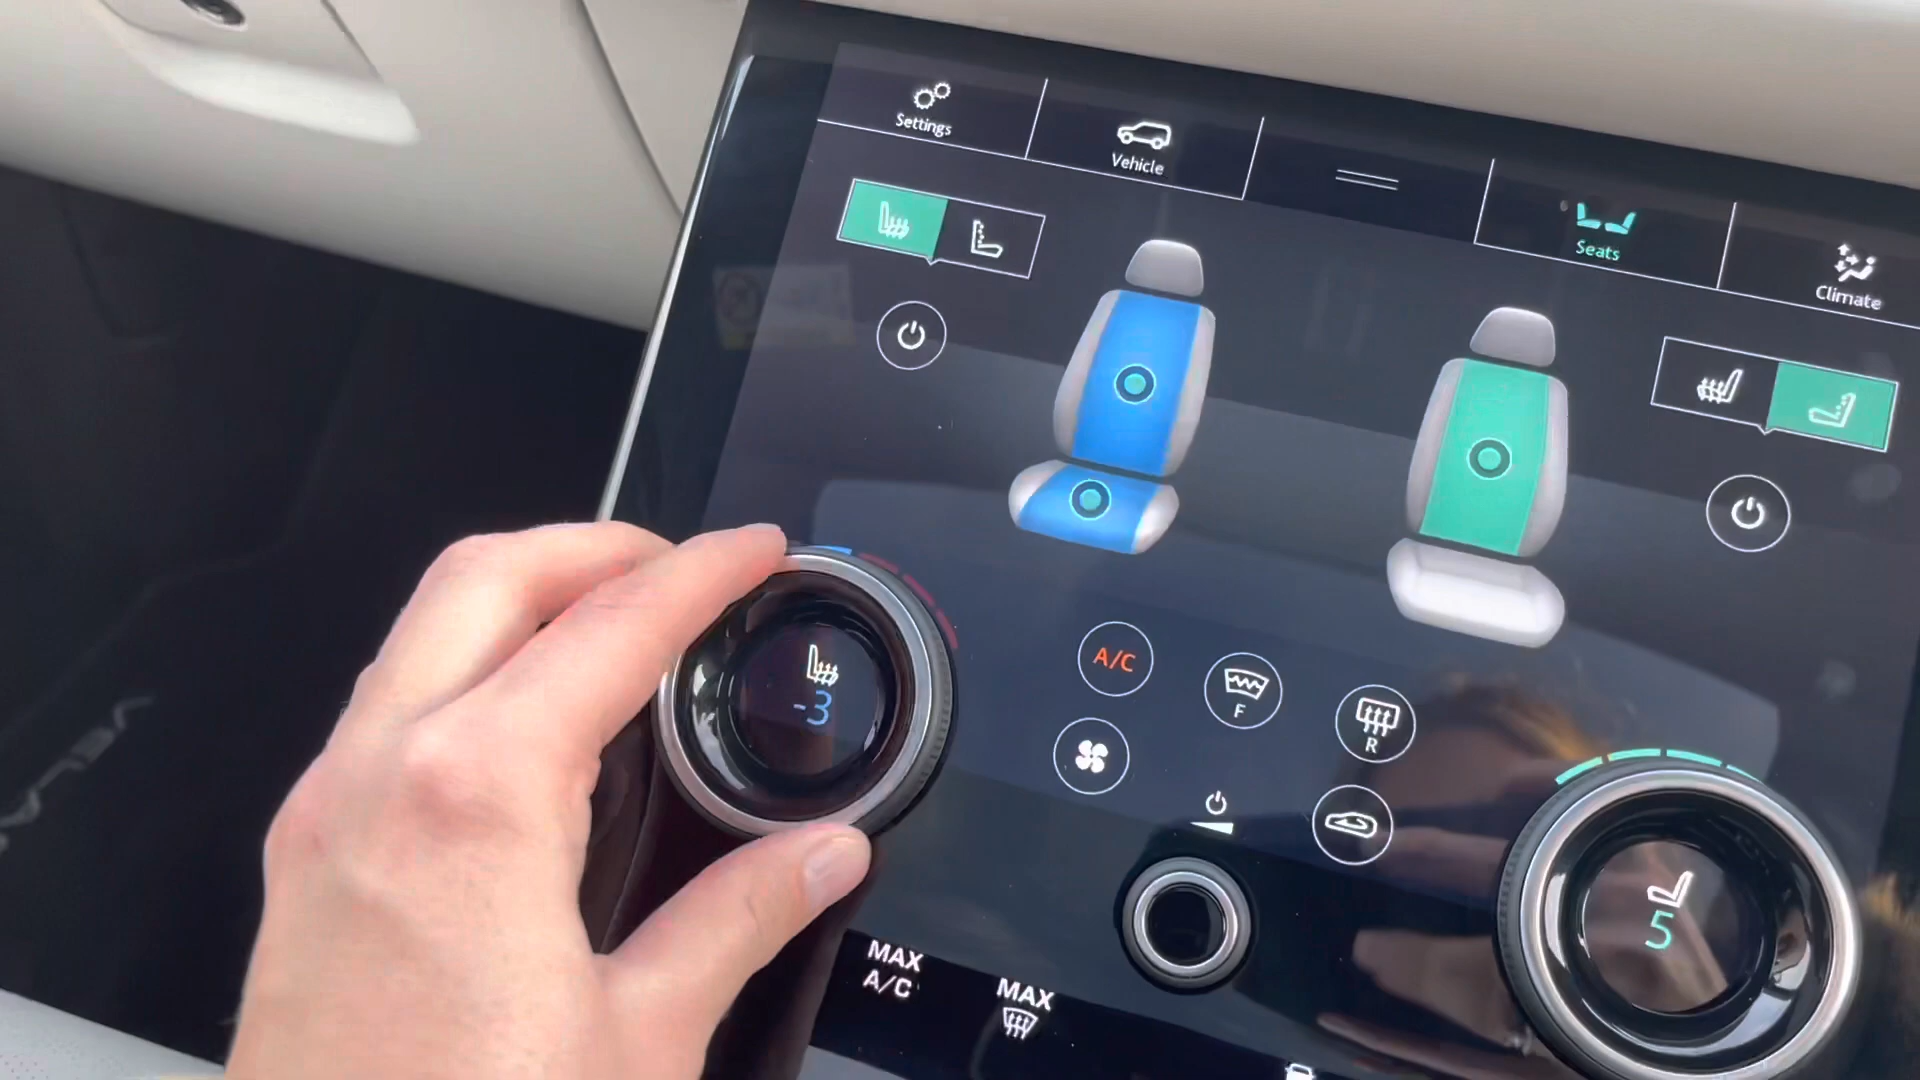 Settings
Vehicle
Seats
Climate
-3
A/C
F
R
5
MAX
A/C
MAX